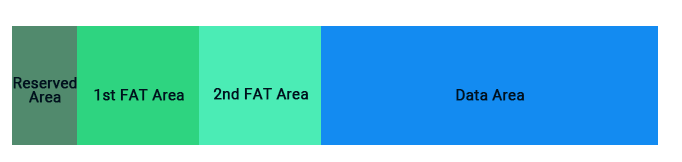 Reserved
Area
1st FAT Area
2nd FAT Area
Data Area